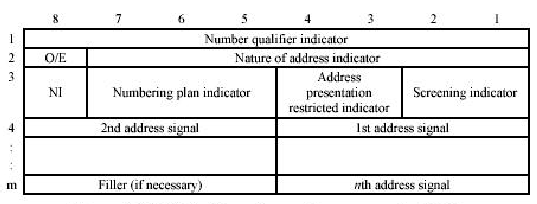 8 7 6 5 4 3 2 1
1 Number qualifier indicator
2 O/E Nature of address indicator
3 NI Numbering plan indicator Address presentation restricted indicator Screening indicator
4 2nd address signal 1st address signal
:
:
m Filler (if necessary) nth address signal